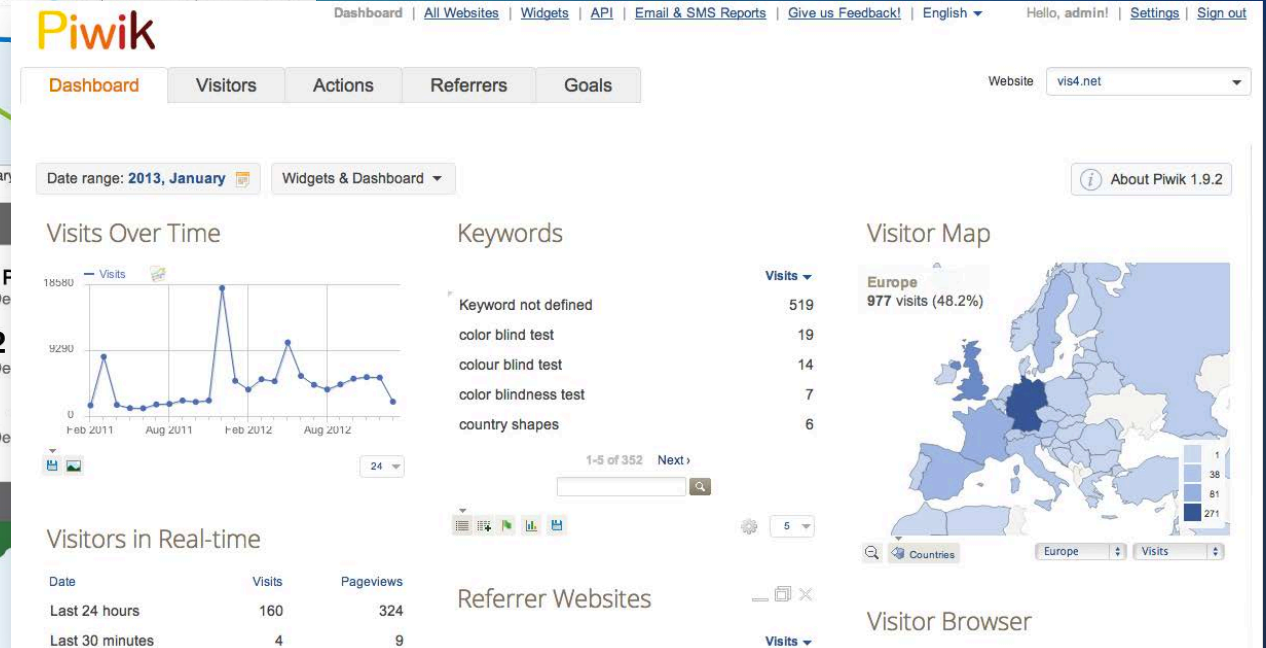 Piwik
Dashboard | All Websites | Widgets | API | Email & SMS Reports | Give us Feedback! | English Hello, admin! | Settings | Sign out
Dashboard Visitors Actions Referrers Goals
Website vis4.net
Date range: 2013, January Widgets & Dashboard
About Piwik 1.9.2
Visits Over Time
Visits
18580
9290
0
Feb 2011 Aug 2011 Feb 2012 Aug 2012
24
Visitors in Real-time
Date Visits Pageviews
Last 24 hours 160 324
Last 30 minutes 4 9
Keywords
Visits
Keyword not defined 519
color blind test 19
colour blind test 14
color blindness test 7
country shapes 6
1-5 of 352 Next ›
5
Referrer Websites
Visits
Visitor Map
Europe
977 visits (48.2%)
1
38
81
271
Countries Europe Visits
Visitor Browser